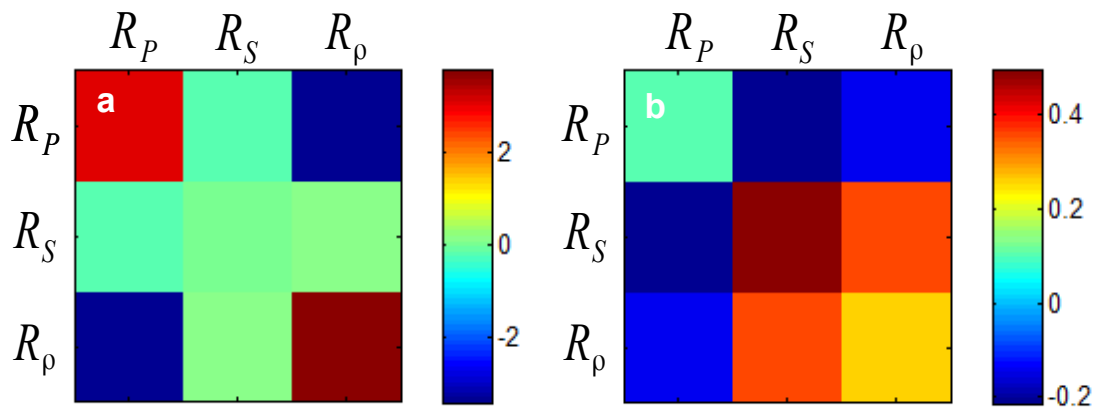 R_P R_S R_ρ R_P R_S R_ρ
a b
R_P R_P
R_S R_S
R_ρ R_ρ
2
0
-2
0.4
0.2
0
-0.2